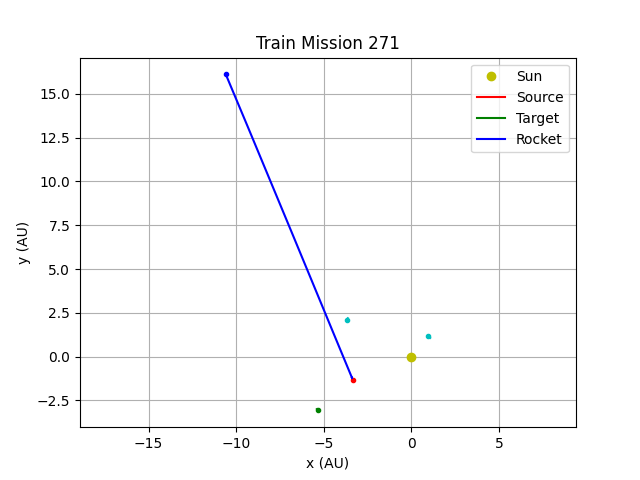 Train Mission 271
Sun
Source
Target
Rocket
15.0
12.5
10.0
7.5
5.0
2.5
0.0
−2.5
y (AU)
−15
−10
−5
0
5
x (AU)